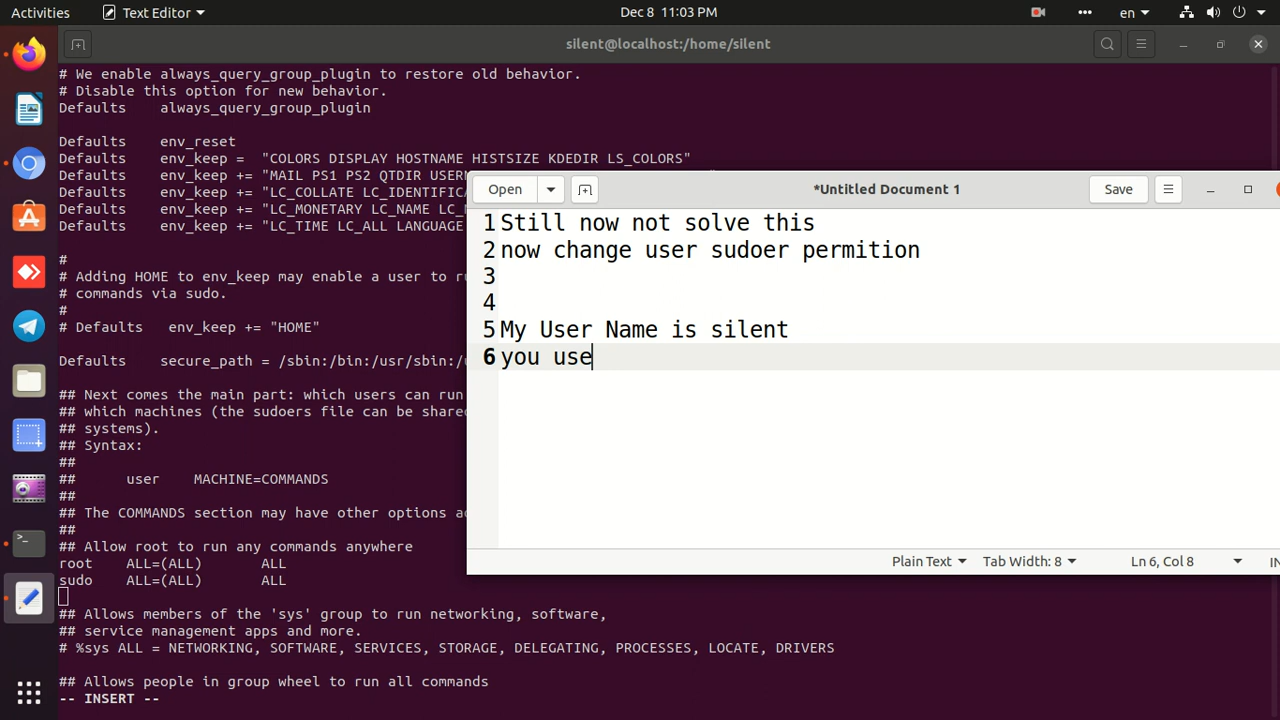 Activities
Text Editor
Dec 8 11:03 PM
en
silent@localhost:/home/silent
# We enable always_query_group_plugin to restore old behavior.
# Disable this option for new behavior.
Defaults    always_query_group_plugin
Defaults    env_reset
Defaults    env_keep =  "COLORS DISPLAY HOSTNAME HISTSIZE KDEDIR LS_COLORS"
Defaults    env_keep += "MAIL PS1 PS2 QTDIR
Defaults    env_keep += "LC_COLLATE
Defaults    env_keep += "LC_MONETARY LC_NAME
Defaults    env_keep += "LC_TIME LC_ALL LANGUAGE
#
# Adding HOME to env_keep may enable a user to
# commands via sudo.
#
# Defaults   env_keep += "HOME"
Defaults    secure_path = /sbin:/bin:/usr/sbin:/
## Next comes the main part: which users can run
## which machines (the sudoers file can be shared
## systems).
## Syntax:
##
##      user    MACHINE=COMMANDS
##
## The COMMANDS section may have other options
##
## Allow root to run any commands anywhere
root    ALL=(ALL)       ALL
sudo    ALL=(ALL)       ALL
## Allows members of the 'sys' group to run networking, software,
## service management apps and more.
# %sys ALL = NETWORKING, SOFTWARE, SERVICES, STORAGE, DELEGATING, PROCESSES, LOCATE, DRIVERS
## Allows people in group wheel to run all commands
-- INSERT --
Open
*Untitled Document 1
Save
1 Still now not solve this
2 now change user sudoer permition
3
4
5 My User Name is silent
6 you use
Plain Text
Tab Width: 8
Ln 6, Col 8